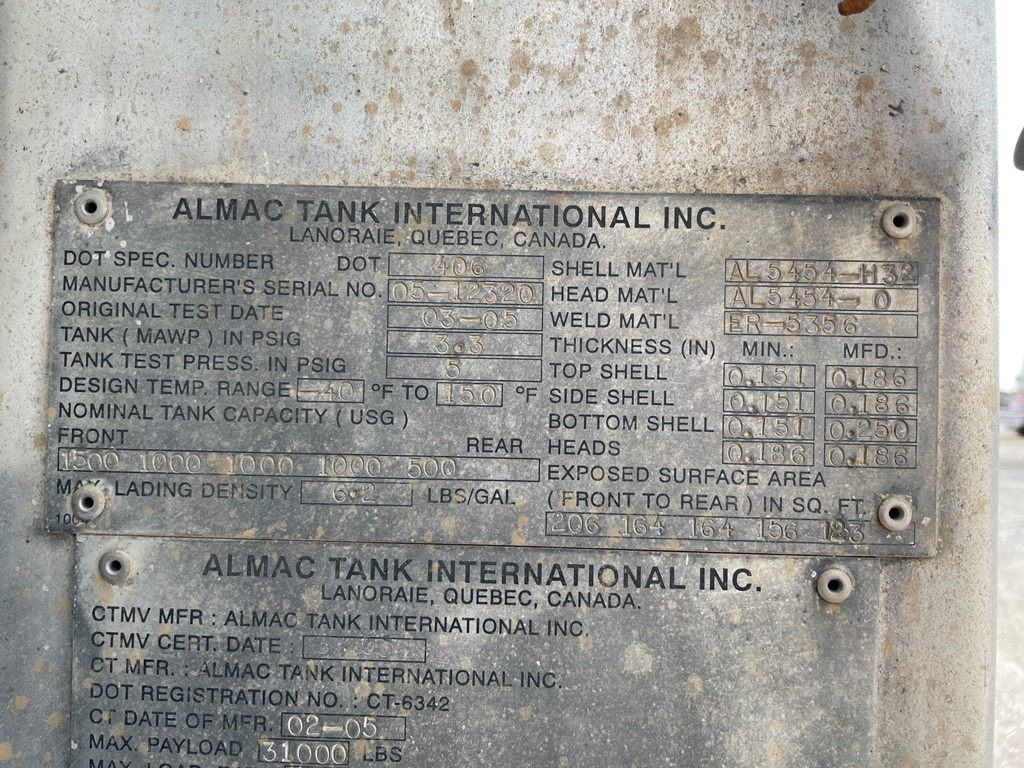 ALMAC TANK INTERNATIONAL INC.
LANORAIE, QUEBEC, CANADA.
DOT SPEC. NUMBER DOT 406
MANUFACTURER'S SERIAL NO. 05-12320
ORIGINAL TEST DATE 03-05
TANK ( MAWP ) IN PSIG 3.3
TANK TEST PRESS. IN PSIG 5
DESIGN TEMP. RANGE -40 °F TO 150 °F
NOMINAL TANK CAPACITY ( USG )
FRONT REAR
1500 1000 1000 1000 500
MAX. LADING DENSITY 6.2 LBS/GAL
SHELL MAT'L AL5454-H32
HEAD MAT'L AL5454-0
WELD MAT'L ER-5356
THICKNESS (IN) MIN.: MFD.:
TOP SHELL 0.151 0.186
SIDE SHELL 0.151 0.186
BOTTOM SHELL 0.151 0.250
HEADS 0.186 0.186
EXPOSED SURFACE AREA
( FRONT TO REAR ) IN SQ. FT.
206 164 164 156 183
ALMAC TANK INTERNATIONAL INC.
LANORAIE, QUEBEC, CANADA.
CTMV MFR : ALMAC TANK INTERNATIONAL INC.
CTMV CERT. DATE :
CT MFR. : ALMAC TANK INTERNATIONAL INC.
DOT REGISTRATION NO. : CT-6342
CT DATE OF MFR. 02-05
MAX. PAYLOAD 31000 LBS